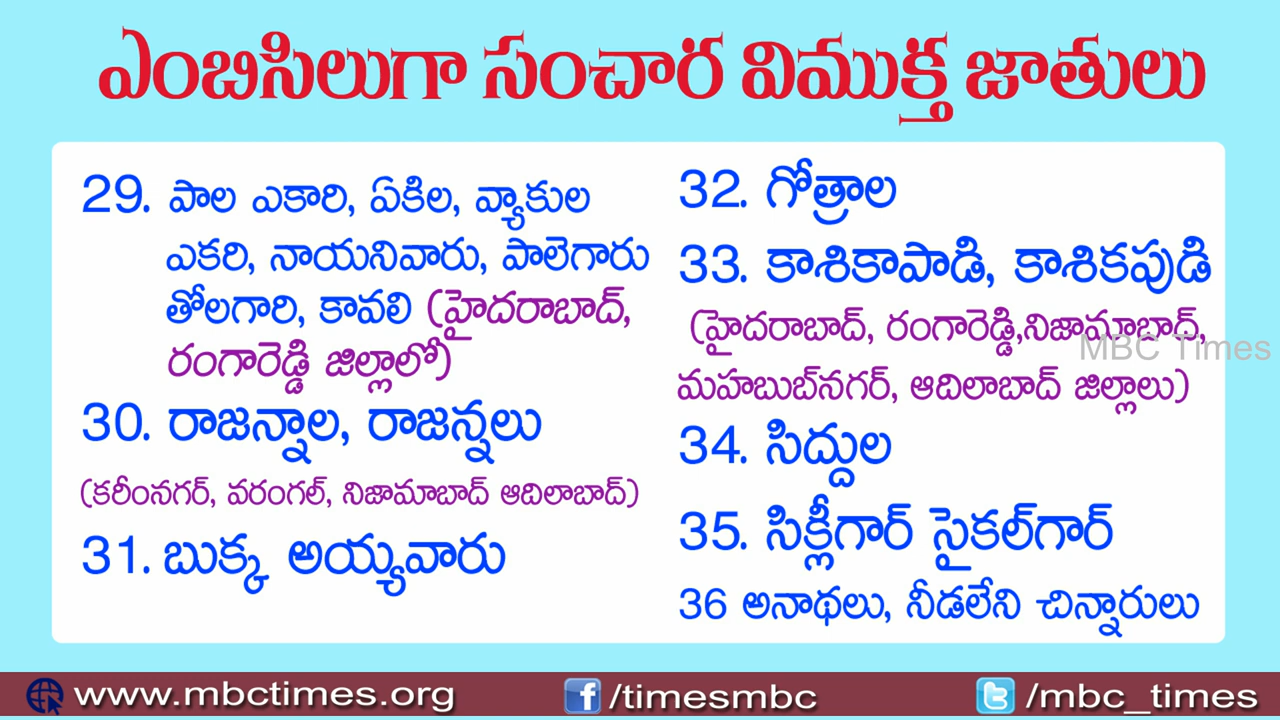 ఎంబిసిలుగా సంచార విముక్త జాతులు
29. పాల ఎకారి, ఏకిల, వ్యాకుల
ఎకరి, నాయనివారు, పాలెగారు
తోలగారి, కావలి (హైదరాబాద్,
రంగారెడ్డి జిల్లాలో)
30. రాజన్నాల, రాజన్నలు
(కరీంనగర్, వరంగల్, నిజామాబాద్ ఆదిలాబాద్)
31. బుక్క అయ్యవారు
32. గోత్రాల
33. కాశికాపాడి, కాశికపుడి
(హైదరాబాద్, రంగారెడ్డి,నిజామాబాద్,
MBC Times
మహబుబ్‌నగర్, ఆదిలాబాద్ జిల్లాలు)
34. సిద్దుల
35. సిక్లీగార్ సైకల్‌గార్
36 అనాథలు, నీడలేని చిన్నారులు
www.mbctimes.org
/timesmbc
/mbc_times